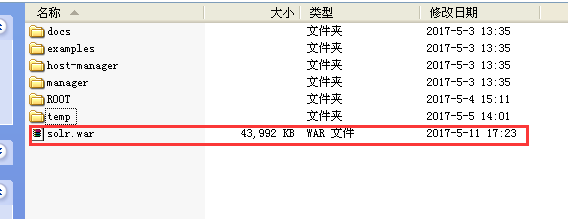 名称 大小 类型 修改日期
docs 文件夹 2017-5-3 13:35
examples 文件夹 2017-5-3 13:35
host-manager 文件夹 2017-5-3 13:35
manager 文件夹 2017-5-3 13:35
ROOT 文件夹 2017-5-4 15:11
temp 文件夹 2017-5-5 14:01
solr.war 43,992 KB WAR 文件 2017-5-11 17:23